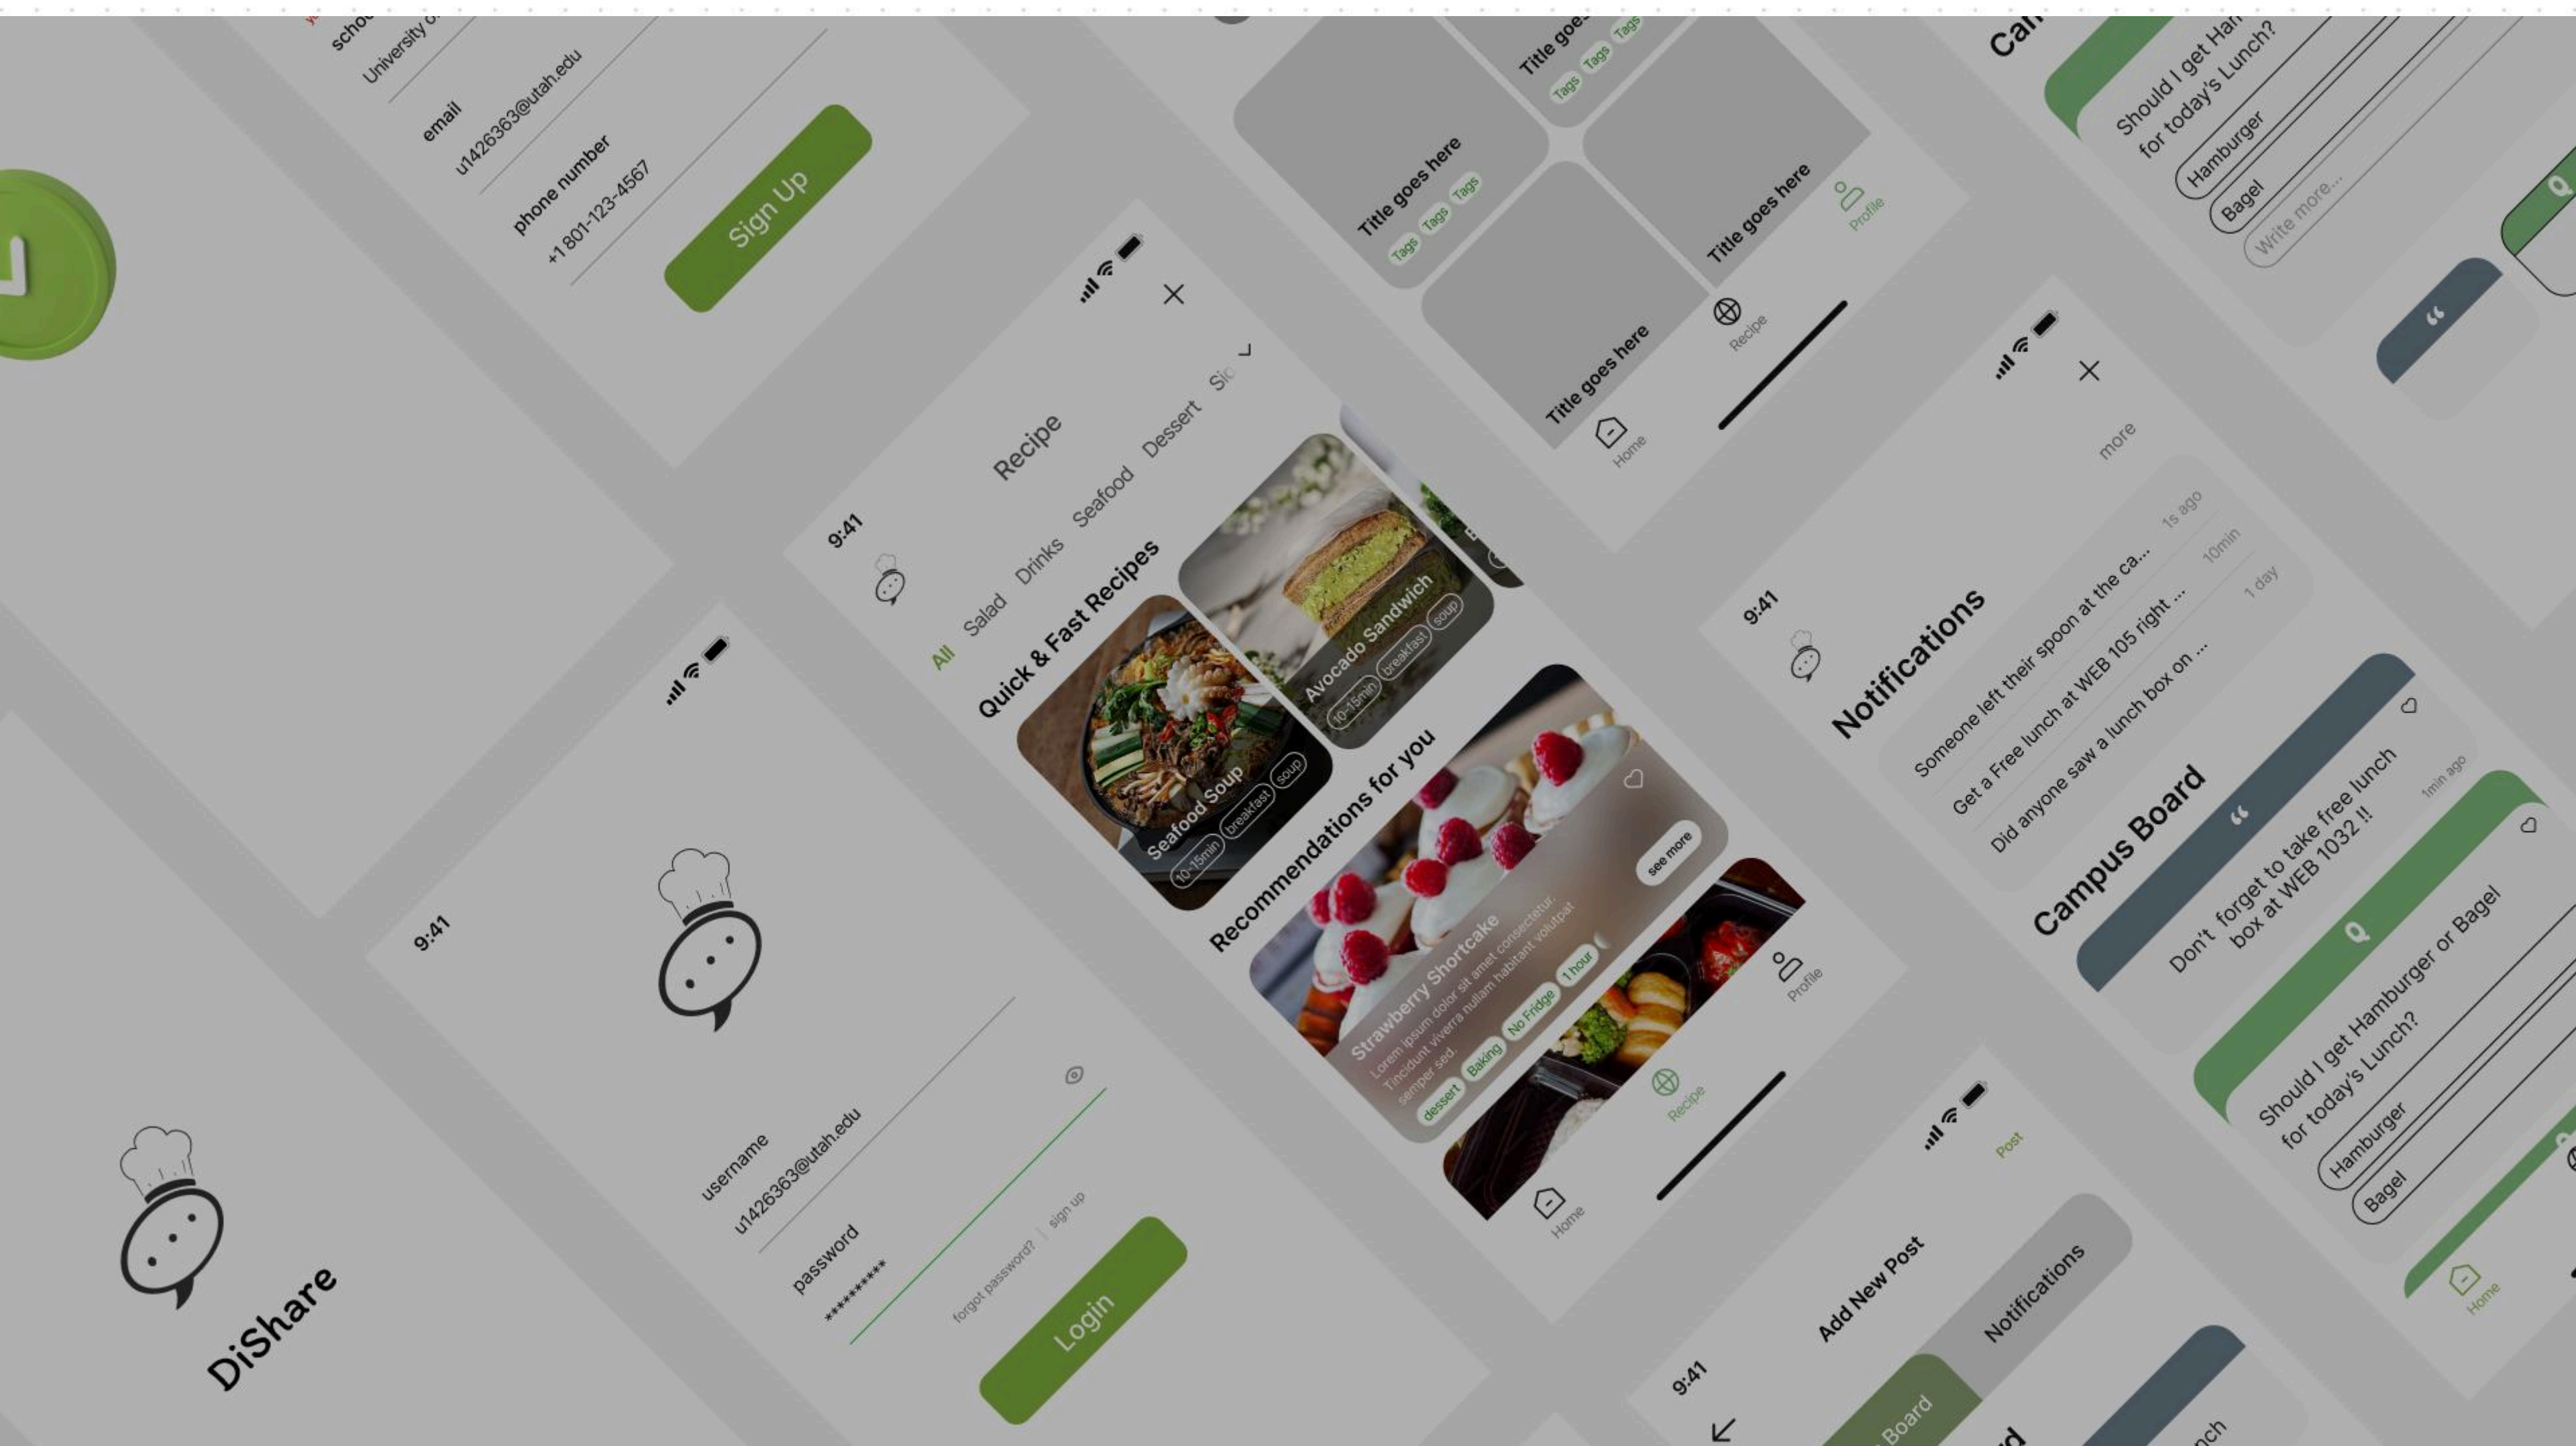 University o
email
u1426363@utah.edu
phone number
+1 801-123-4567
Sign Up
DiShare
9:41
username
u1426363@utah.edu
password
**********
forgot password? | sign up
Login
9:41
Recipe
All Salad Drinks Seafood Dessert
Quick & Fast Recipes
Seafood Soup
10-15min breakfast soup
Avocado Sandwich
10-15min breakfast soup
Recommendations for you
Strawberry Shortcake
Lorem ipsum dolor sit amet consectetur.
Tincidunt viverra nullam habitant volutpat
semper sed.
dessert Baking No Fridge 1 hour
see more
Home
Recipe
Profile
Title goes
Tags Tags Tags
Title goes here
Tags Tags Tags
Title goes here
Title goes here
Home
Recipe
Profile
9:41
Notifications
more
Someone left their spoon at the ca... 1s ago
Get a Free lunch at WEB 105 right ... 10min
Did anyone saw a lunch box on ... 1 day
Campus Board
“
Don't forget to take free lunch
box at WEB 1032 !!
1min ago
Q
Should I get Hamburger or Bagel
for today's Lunch?
Hamburger
Bagel
Home
Should I get Ham
for today's Lunch?
Hamburger
Bagel
Write more...
Q
“
9:41
Add New Post
Post
Board
Notifications